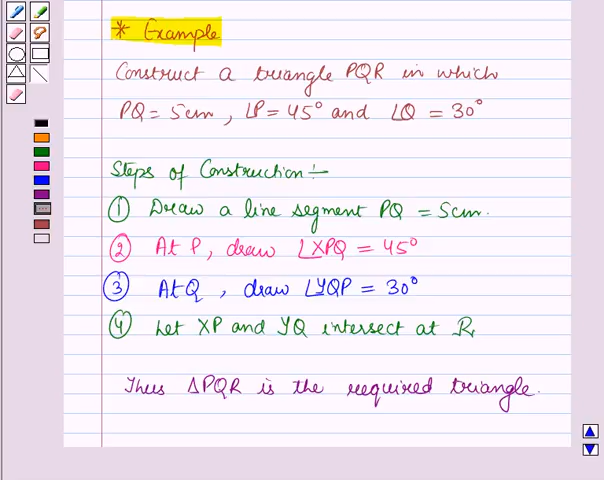 * Example
Construct a triangle PQR in which
PQ = 5cm, ∠P = 45° and ∠Q = 30°
Steps of Construction:-
① Draw a line segment PQ = 5cm.
② At P, draw ∠XPQ = 45°
③ At Q, draw ∠YQP = 30°
④ Let XP and YQ intersect at R.
Thus △PQR is the required triangle.